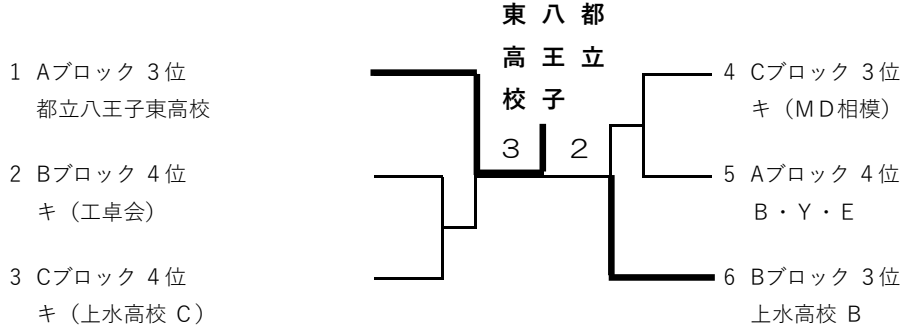 都立
八王子
東高校
1 Aブロック 3位
都立八王子東高校
2 Bブロック 4位
キ（工卓会）
3 Cブロック 4位
キ（上水高校 C）
3 2
4 Cブロック 3位
キ（ＭＤ相模）
5 Aブロック 4位
Ｂ・Ｙ・Ｅ
6 Bブロック 3位
上水高校 B